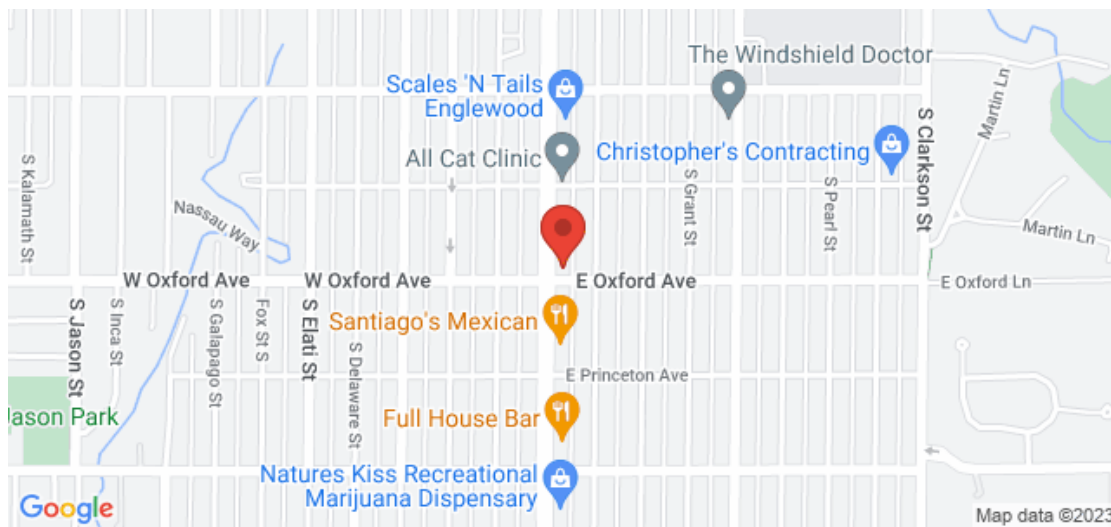 The Windshield Doctor
Scales 'N Tails
Englewood
All Cat Clinic
Christopher's Contracting
S Clarkson St
Martin Ln
S Kalamath St
Nassau Way
S Grant St
S Pearl St
Martin Ln
W Oxford Ave
W Oxford Ave
E Oxford Ave
E Oxford Ln
S Jason St
S Inca St
S Galapago St
Fox St S
S Elati St
S Delaware St
Santiago's Mexican
E Princeton Ave
Jason Park
Full House Bar
Natures Kiss Recreational
Marijuana Dispensary
Google
Map data ©2023